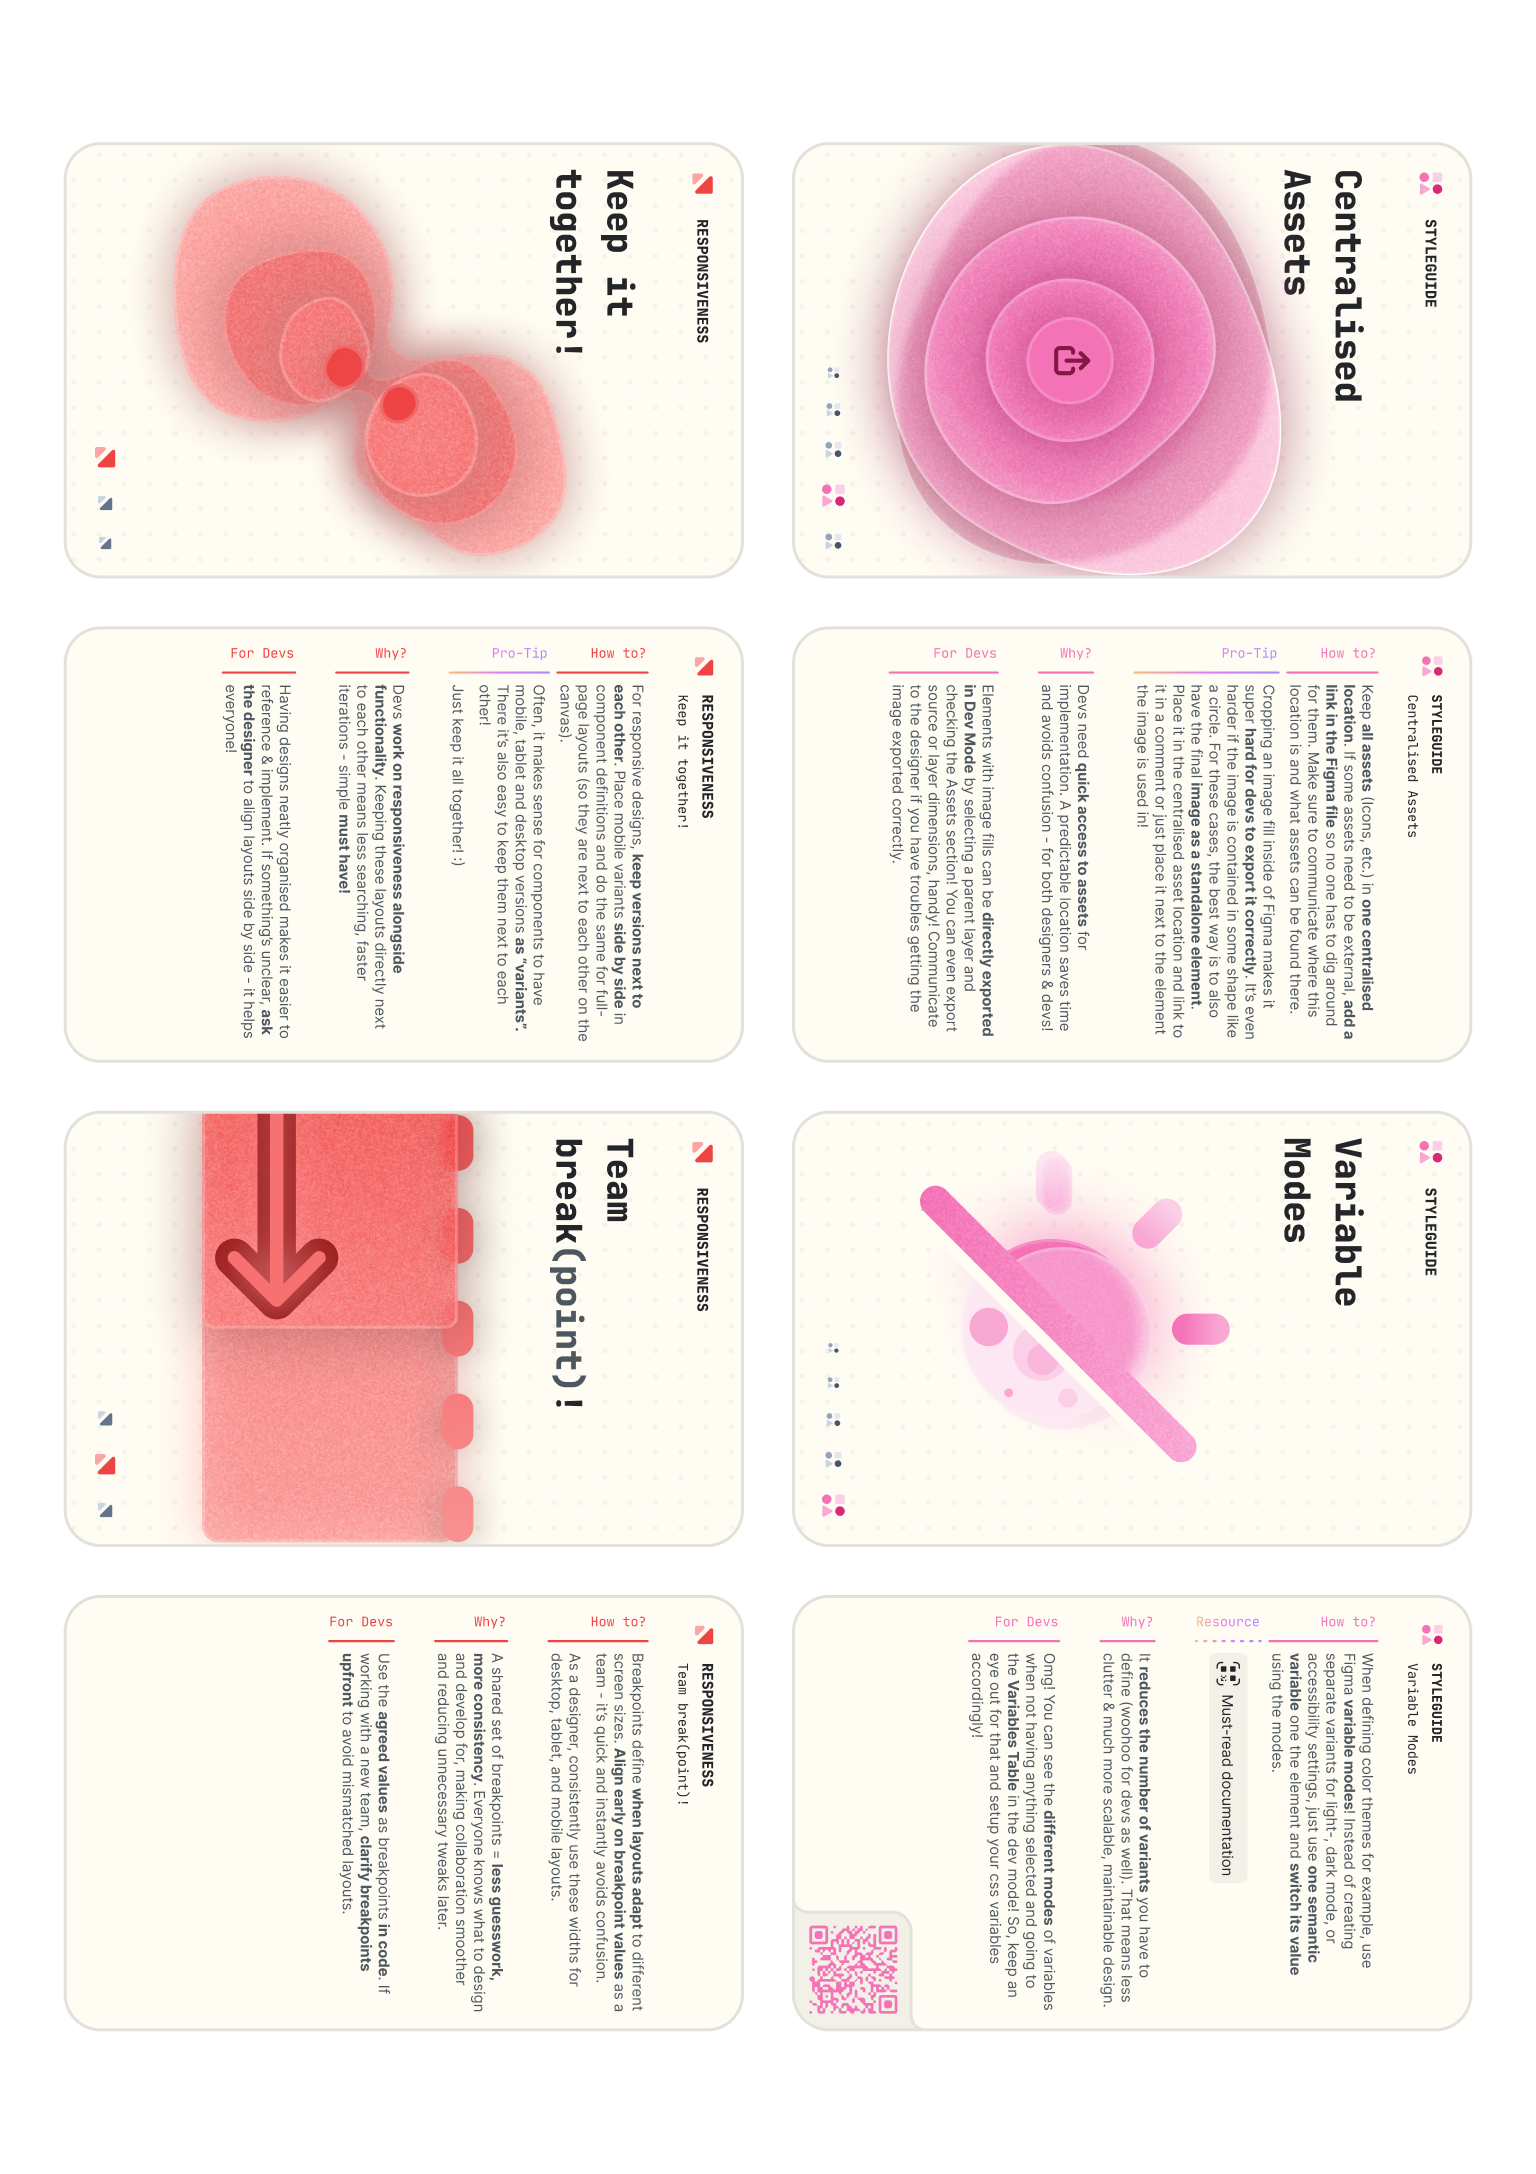 STYLEGUIDE
Centralised
Assets
STYLEGUIDE
Centralised Assets
How to?
Keep all assets (Icons, etc.) in one centralised
location. If some assets need to be external, add a
link in the Figma file so no one has to dig around
for them. Make sure to communicate where this
location is and what assets can be found there.
Pro-Tip
Cropping an image fill inside of Figma makes it
super hard for devs to export it correctly. It's even
harder if the image is contained in some shape like
a circle. For these cases, the best way is to also
have the final image as a standalone element.
Place it in the centralised asset location and link to
it in a comment or just place it next to the element
the image is used in!
Why?
Devs need quick access to assets for
implementation. A predictable location saves time
and avoids confusion - for both designers & devs!
For Devs
Elements with image fills can be directly exported
in Dev Mode by selecting a parent layer and
checking the Assets section! You can even export
source or layer dimensions, handy! Communicate
to the designer if you have troubles getting the
image exported correctly.
STYLEGUIDE
Variable
Modes
STYLEGUIDE
Variable Modes
How to?
When defining color themes for example, use
Figma variable modes! Instead of creating
separate variants for light-, dark mode, or
accessibility settings, just use one semantic
variable one the element and switch its value
using the modes.
Resource
Must-read documentation
Why?
It reduces the number of variants you have to
define (woohoo for devs as well). That means less
clutter & much more scalable, maintainable design.
For Devs
Omg! You can see the different modes of variables
when not having anything selected and going to
the Variables Table in the dev mode! So, keep an
eye out for that and setup your css variables
accordingly!
RESPONSIVENESS
Keep it
together!
RESPONSIVENESS
Keep it together!
How to?
For responsive designs, keep versions next to
each other. Place mobile variants side by side in
component definitions and do the same for full-
page layouts (so they are next to each other on the
canvas).
Pro-Tip
Often, it makes sense for components to have
mobile, tablet and desktop versions as “variants”.
There it's also easy to keep them next to each
other!
Just keep it all together! :)
Why?
Devs work on responsiveness alongside
functionality. Keeping these layouts directly next
to each other means less searching, faster
iterations - simple must have!
For Devs
Having designs neatly organised makes it easier to
reference & implement. If something's unclear, ask
the designer to align layouts side by side - it helps
everyone!
RESPONSIVENESS
Team
break(point)!
RESPONSIVENESS
Team break(point)!
How to?
Breakpoints define when layouts adapt to different
screen sizes. Align early on breakpoint values as a
team - it's quick and instantly avoids confusion.
As a designer, consistently use these widths for
desktop, tablet, and mobile layouts.
Why?
A shared set of breakpoints = less guesswork,
more consistency. Everyone knows what to design
and develop for, making collaboration smoother
and reducing unnecessary tweaks later.
For Devs
Use the agreed values as breakpoints in code. If
working with a new team, clarify breakpoints
upfront to avoid mismatched layouts.